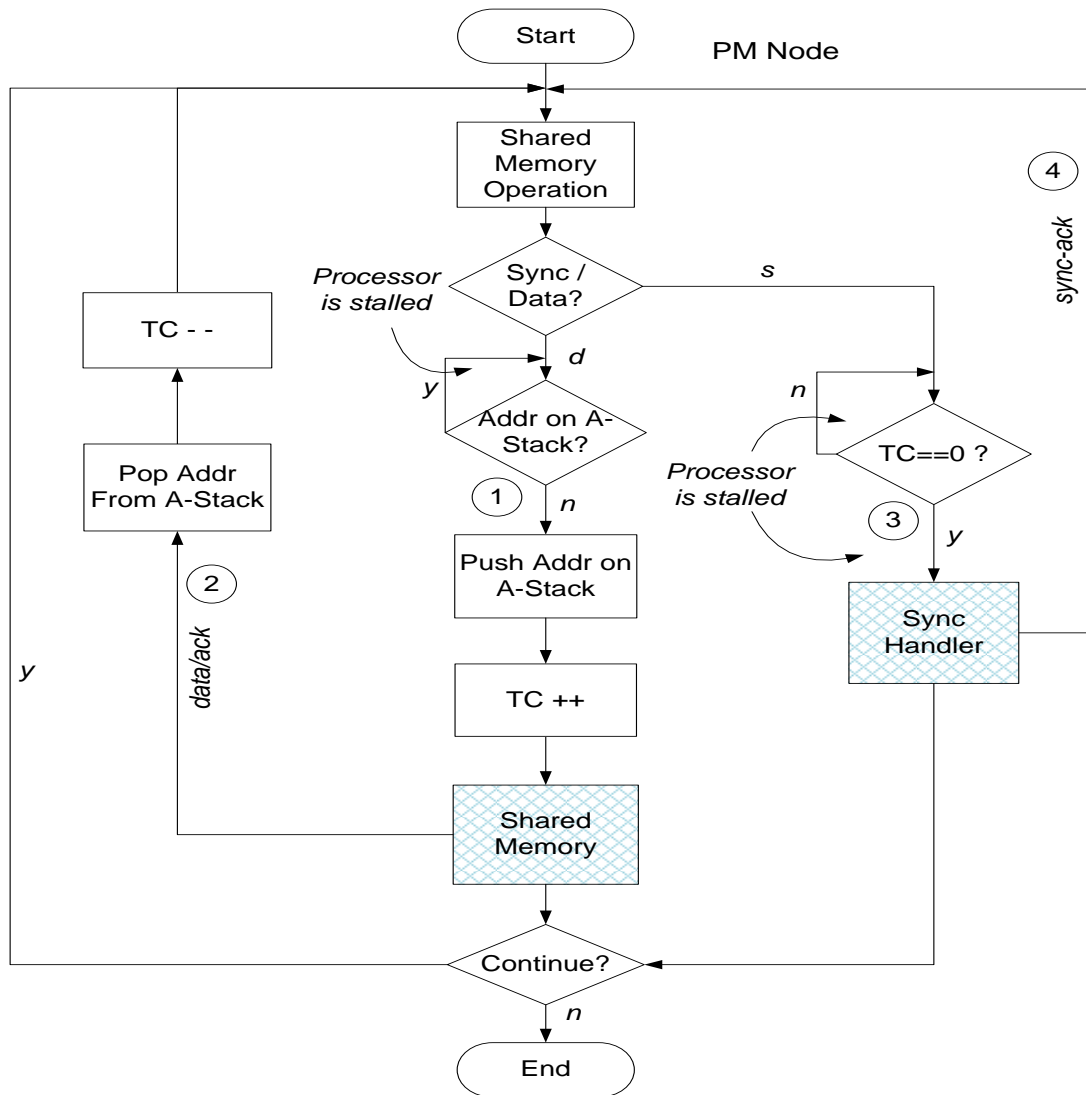 Start
PM Node
Shared
Memory
Operation
4
sync-ack
Sync /
Data?
s
Processor
is stalled
d
y
Addr on A-
Stack?
TC - -
n
TC==0 ?
Pop Addr
From A-Stack
1
n
Processor
is stalled
3
y
Push Addr on
A-Stack
2
data/ack
Sync
Handler
y
TC ++
Shared
Memory
Continue?
n
End